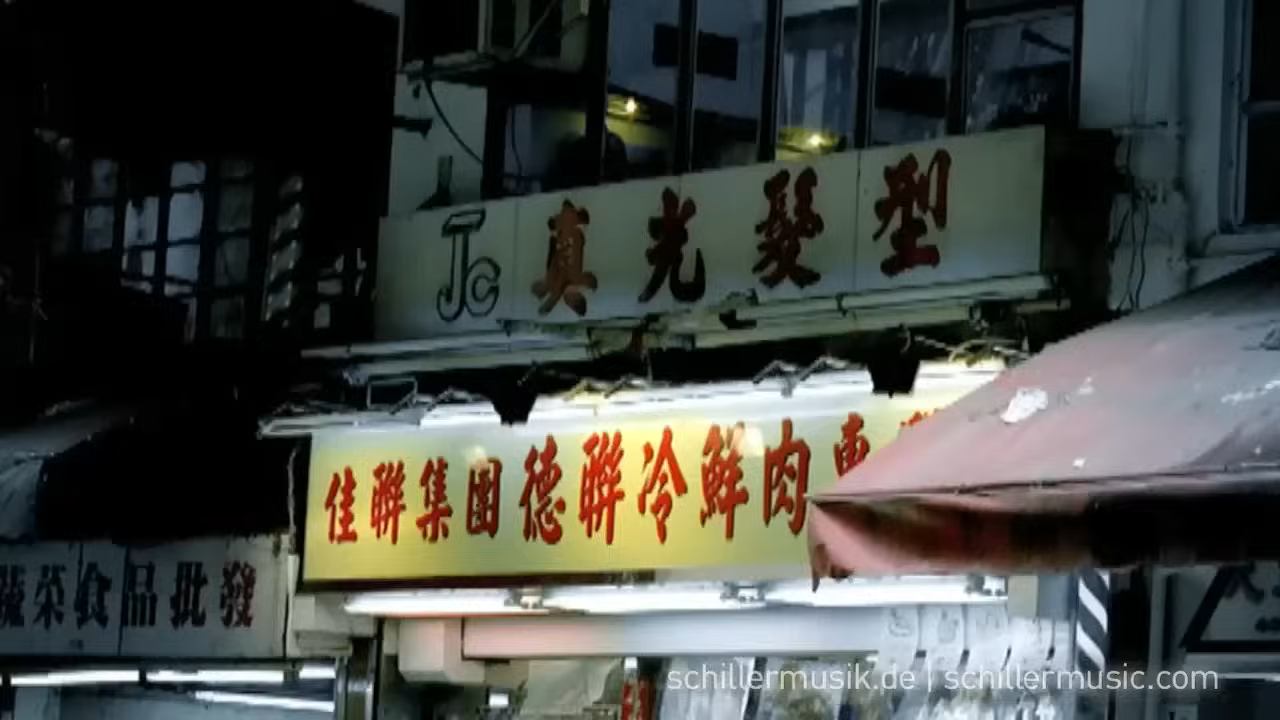 Jc 真光髮型
佳聯集團德聯冷鮮肉專
蔬菜食品批發
schillermusik.de | schillermusic.com